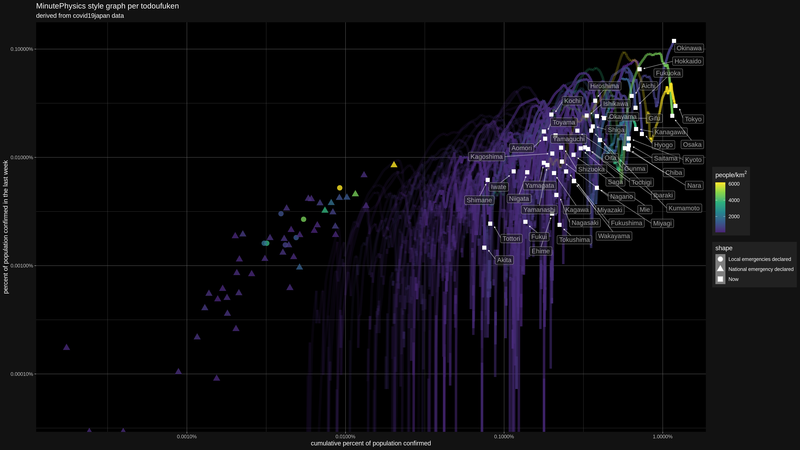 MinutePhysics style graph per todoufuken
derived from covid19japan data
percent of population confirmed in the last week
0.10000%
0.01000%
0.00100%
0.00010%
Okinawa
Hokkaido
Fukuoka
Hiroshima
Aichi
Kochi
Ishikawa
Okayama
Gifu
Tokyo
Toyama
Shiga
Kanagawa
Yamaguchi
Aomori
Hyogo
Osaka
Kagoshima
Oita
Saitama
Kyoto
Shizuoka
Gunma
Chiba
Iwate
Yamagata
Saga
Tochigi
Nara
Shimane
Niigata
Nagano
Ibaraki
Yamanashi
Kagawa
Miyazaki
Mie
Kumamoto
Nagasaki
Fukushima
Miyagi
Tottori
Fukui
Tokushima
Wakayama
Ehime
Akita
0.0010%
0.0100%
0.1000%
1.0000%
cumulative percent of population confirmed
people/km²
6000
4000
2000
shape
Local emergencies declared
National emergency declared
Now